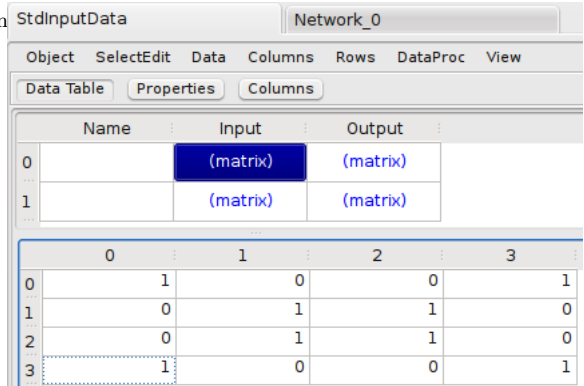 n StdInputData Network_0
Object SelectEdit Data Columns Rows DataProc View
Data Table Properties Columns
Name Input Output
0 (matrix) (matrix)
1 (matrix) (matrix)
0 1 2 3
0 1 0 0 1
1 0 1 1 0
2 0 1 1 0
3 1 0 0 1